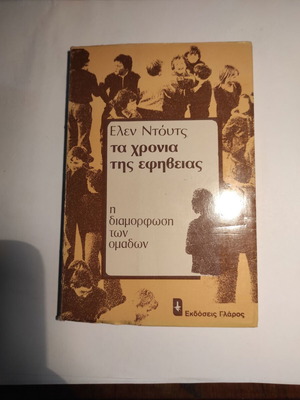 Ελεν Ντόυτς
τα χρονια
της εφηβειας
η
διαμορφωση
των
ομαδων
Εκδόσεις Γλάρος